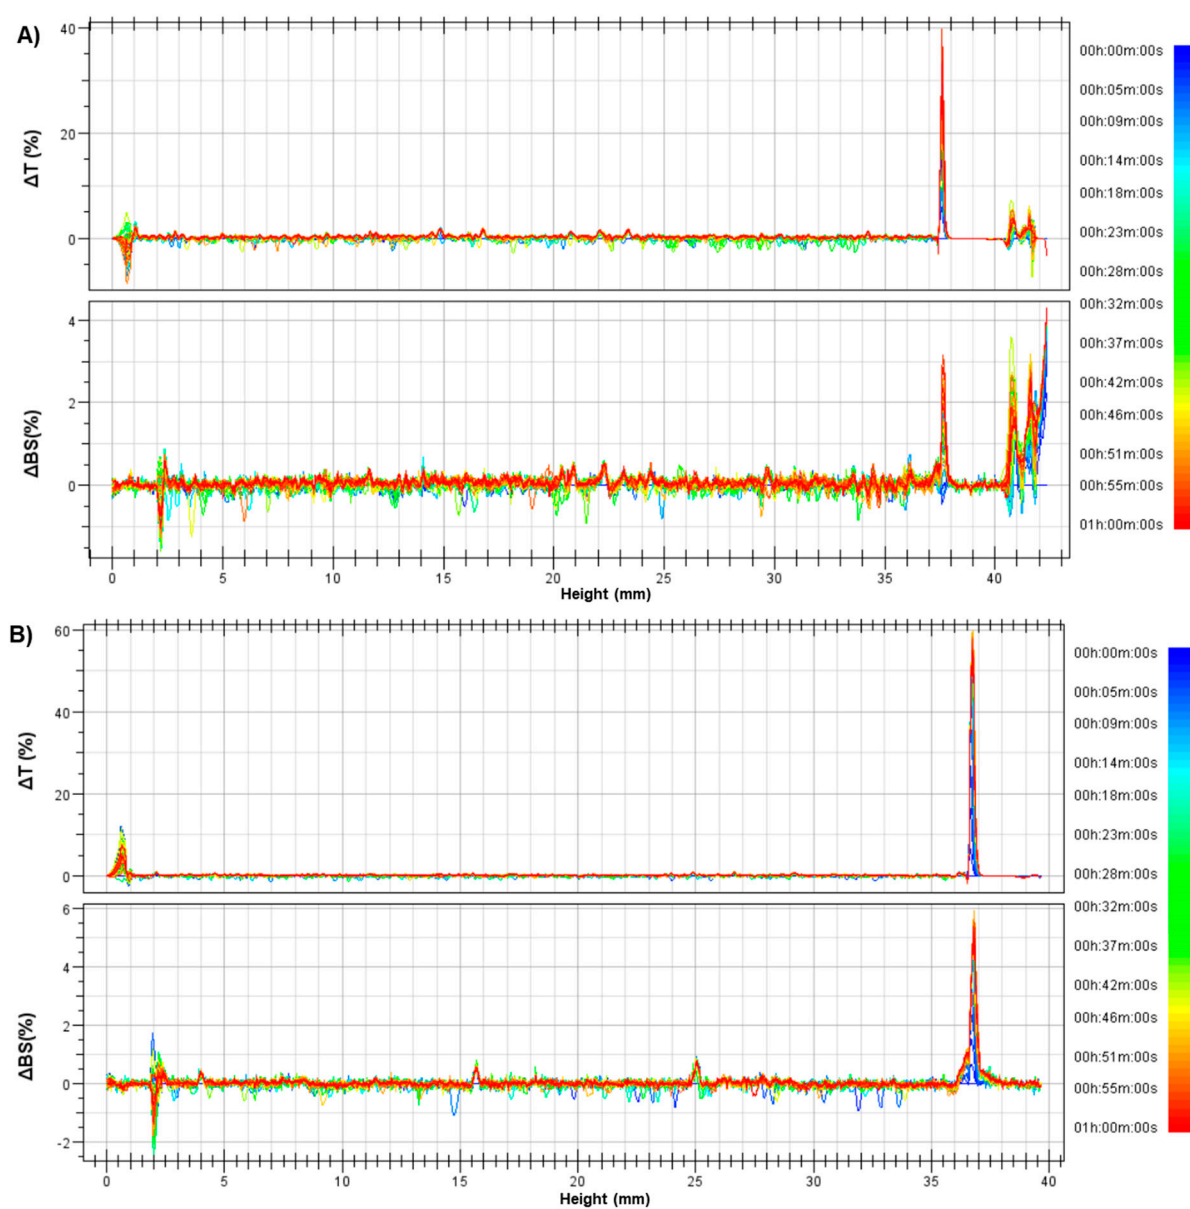 A)
ΔT (%)
40
20
0
ΔBS(%)
4
2
0
0 5 10 15 20 25 30 35 40
Height (mm)
00h:00m:00s
00h:05m:00s
00h:09m:00s
00h:14m:00s
00h:18m:00s
00h:23m:00s
00h:28m:00s
00h:32m:00s
00h:37m:00s
00h:42m:00s
00h:46m:00s
00h:51m:00s
00h:55m:00s
01h:00m:00s
B)
ΔT (%)
60
40
20
0
ΔBS(%)
6
4
2
0
-2
0 5 10 15 20 25 30 35 40
Height (mm)
00h:00m:00s
00h:05m:00s
00h:09m:00s
00h:14m:00s
00h:18m:00s
00h:23m:00s
00h:28m:00s
00h:32m:00s
00h:37m:00s
00h:42m:00s
00h:46m:00s
00h:51m:00s
00h:55m:00s
01h:00m:00s